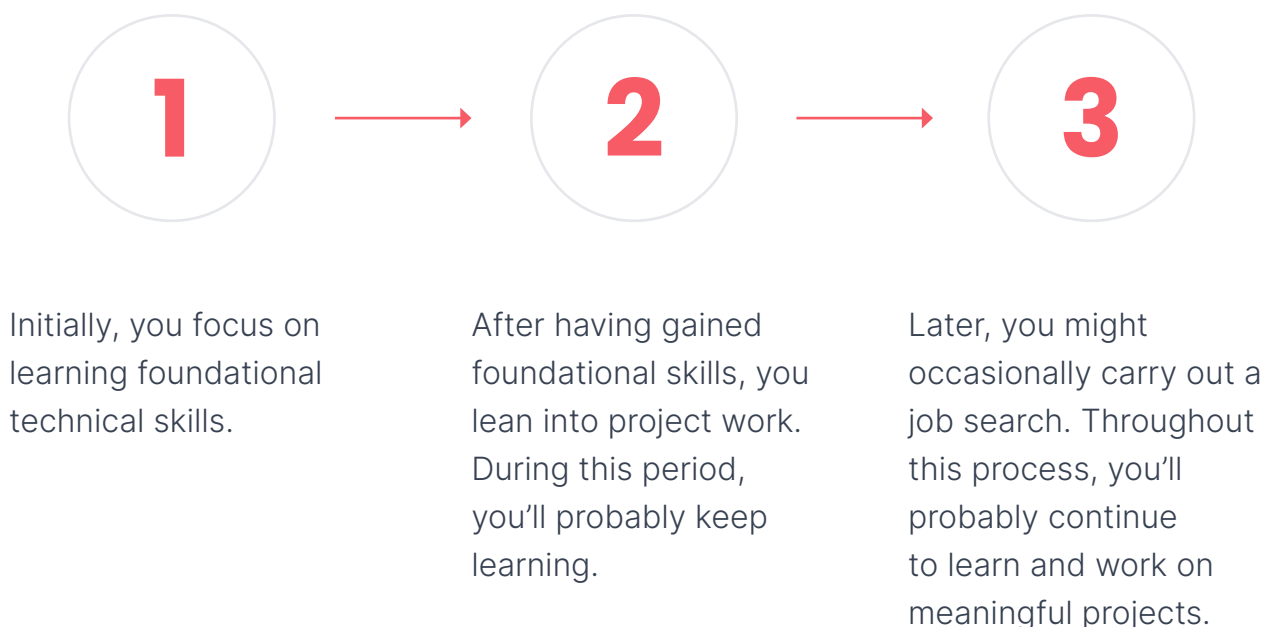 1
2
3
Initially, you focus on
learning foundational
technical skills.
After having gained
foundational skills, you
lean into project work.
During this period,
you’ll probably keep
learning.
Later, you might
occasionally carry out a
job search. Throughout
this process, you’ll
probably continue
to learn and work on
meaningful projects.